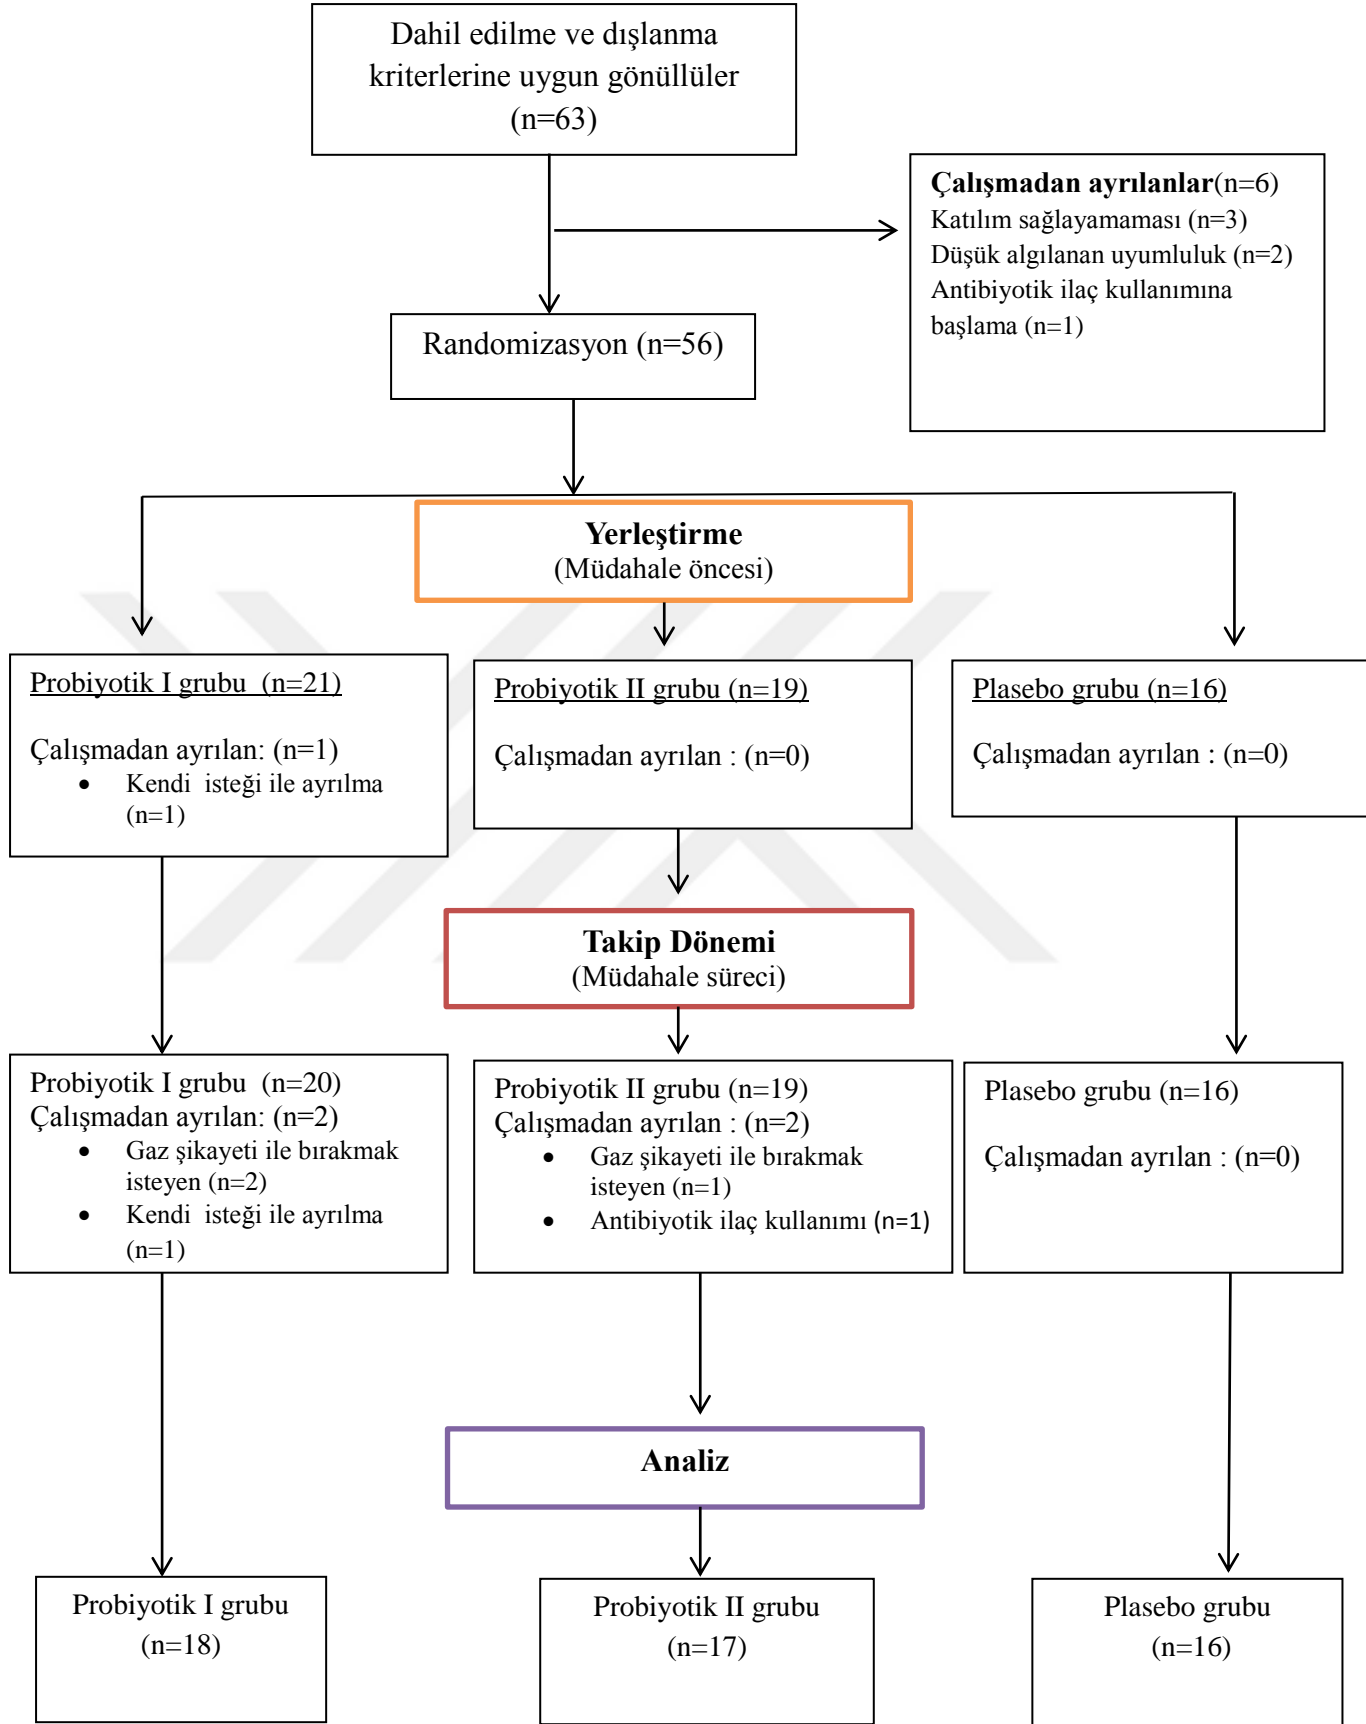 Dahil edilme ve dışlanma
kriterlerine uygun gönüllüler
(n=63)
Çalışmadan ayrılanlar(n=6)
Katılım sağlayamaması (n=3)
Düşük algılanan uyumluluk (n=2)
Antibiyotik ilaç kullanımına
başlama (n=1)
Randomizasyon (n=56)
Yerleştirme
(Müdahale öncesi)
Probiyotik I grubu (n=21)
Çalışmadan ayrılan: (n=1)
• Kendi isteği ile ayrılma
(n=1)
Probiyotik II grubu (n=19)
Çalışmadan ayrılan : (n=0)
Plasebo grubu (n=16)
Çalışmadan ayrılan : (n=0)
Takip Dönemi
(Müdahale süreci)
Probiyotik I grubu (n=20)
Çalışmadan ayrılan: (n=2)
• Gaz şikayeti ile bırakmak
isteyen (n=2)
• Kendi isteği ile ayrılma
(n=1)
Probiyotik II grubu (n=19)
Çalışmadan ayrılan : (n=2)
• Gaz şikayeti ile bırakmak
isteyen (n=1)
• Antibiyotik ilaç kullanımı (n=1)
Plasebo grubu (n=16)
Çalışmadan ayrılan : (n=0)
Analiz
Probiyotik I grubu
(n=18)
Probiyotik II grubu
(n=17)
Plasebo grubu
(n=16)